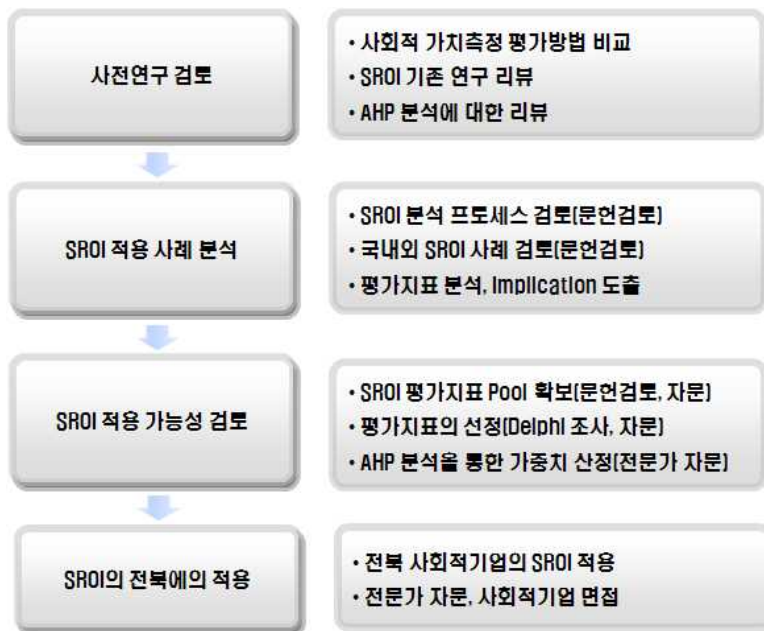 사전연구 검토
• 사회적 가치측정 평가방법 비교
• SROI 기존 연구 리뷰
• AHP 분석에 대한 리뷰
SROI 적용 사례 분석
• SROI 분석 프로세스 검토(문헌검토)
• 국내외 SROI 사례 검토(문헌검토)
• 평가지표 분석, Implication 도출
SROI 적용 가능성 검토
• SROI 평가지표 Pool 확보(문헌검토, 자문)
• 평가지표의 선정(Delphi 조사, 자문)
• AHP 분석을 통한 가중치 산정(전문가 자문)
SROI의 전북에의 적용
• 전북 사회적기업의 SROI 적용
• 전문가 자문, 사회적기업 면접